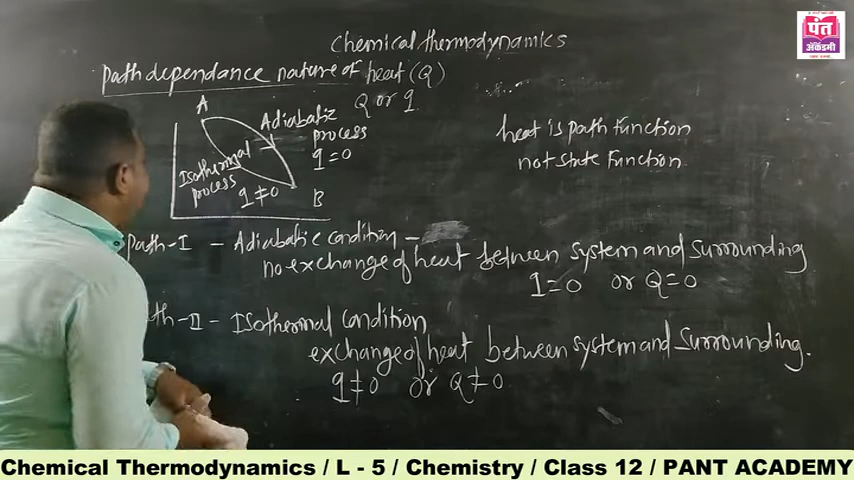 Chemical thermodynamics
path dependance nature of heat (Q)
Q or q
A
Adiabatic
process
q = 0
Isothermal
process
q ≠ 0
B
heat is path function
not state function
path-I - Adiabatic condition -
no exchange of heat between system and surrounding
q = 0 or Q = 0
th-II - Isothermal condition
exchange of heat between system and surrounding.
q ≠ 0 or Q ≠ 0
पंत
अॅकॅडमी
Chemical Thermodynamics / L - 5 / Chemistry / Class 12 / PANT ACADEMY